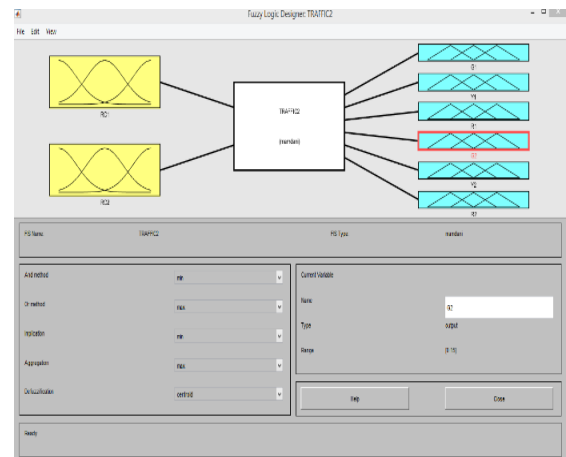 Fuzzy Logic Designer: TRAFFIC2
File Edit View
RD1
RD2
TRAFFIC2
(mamdani)
G1
Y1
R1
G2
Y2
R2
FIS Name: TRAFFIC2 FIS Type: mamdani
And method min
Or method max
Implication min
Aggregation max
Defuzzification centroid
Current Variable
Name G2
Type output
Range [0 15]
Help Close
Ready